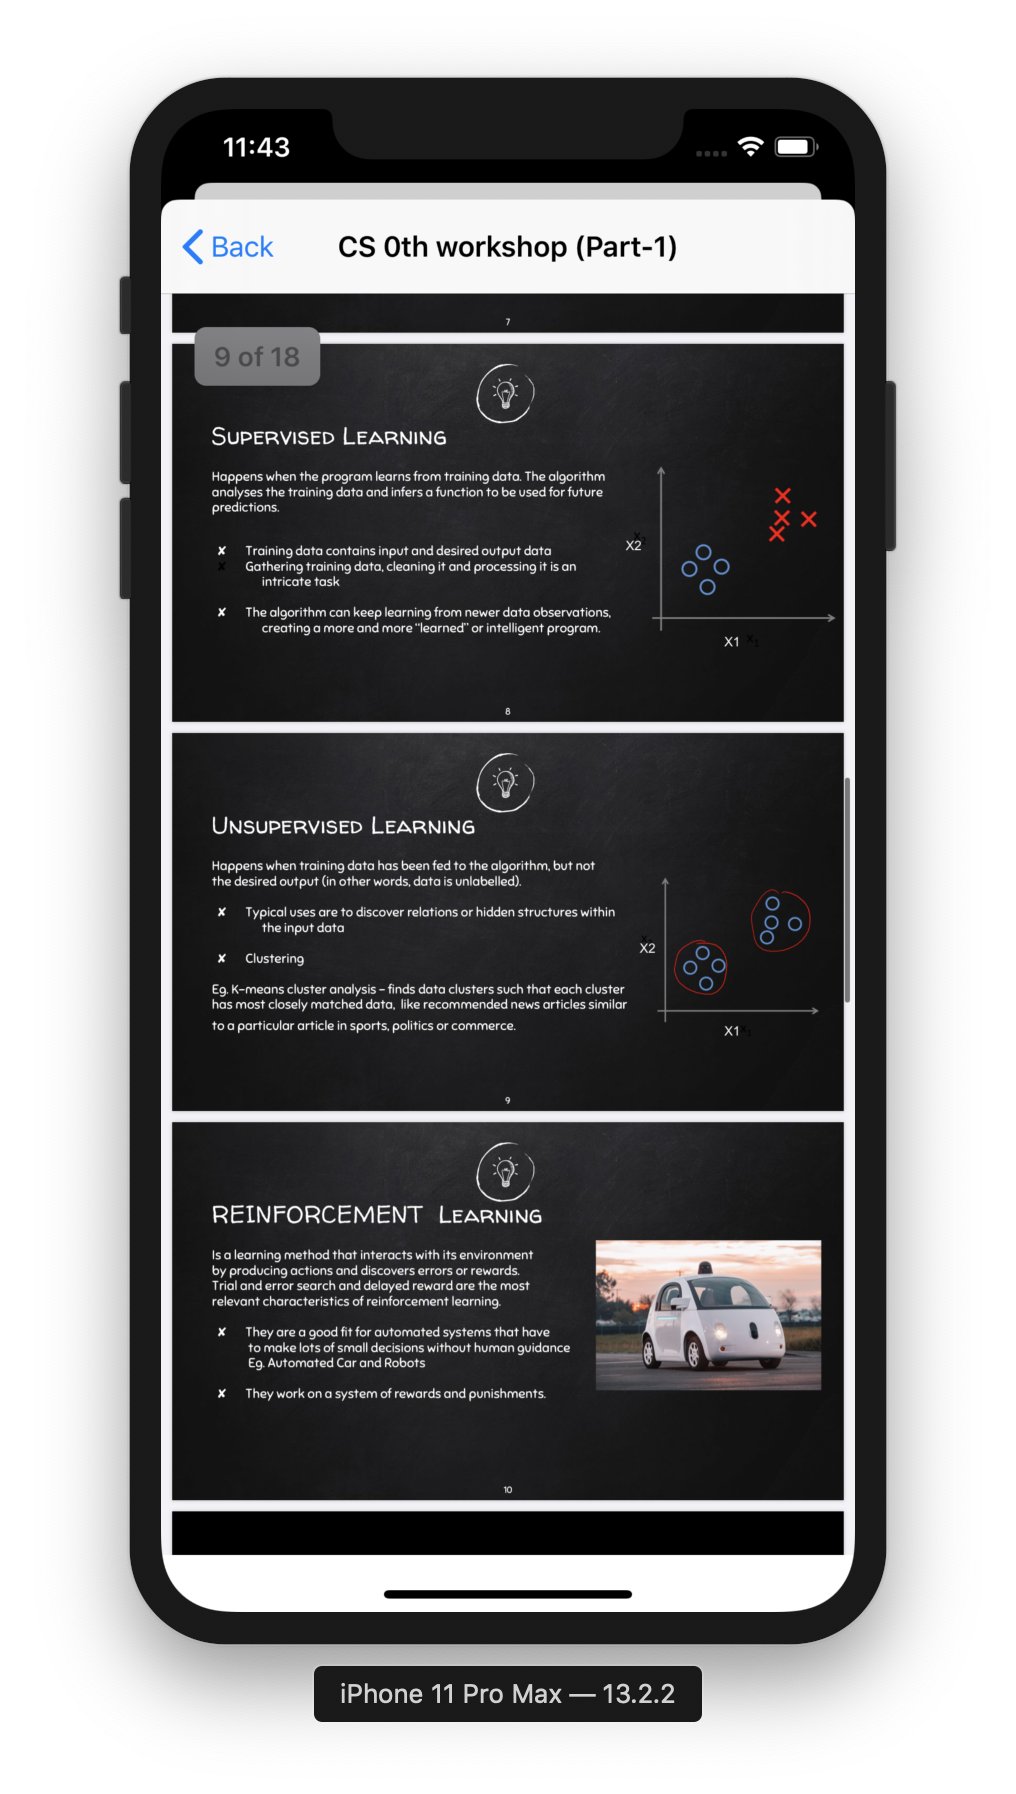 11:43
Back
CS 0th workshop (Part-1)
7
9 of 18
Supervised Learning
Happens when the program learns from training data. The algorithm
analyses the training data and infers a function to be used for future
predictions.
✘ Training data contains input and desired output data
✘ Gathering training data, cleaning it and processing it is an
intricate task
✘ The algorithm can keep learning from newer data observations,
creating a more and more “learned” or intelligent program.
X2
X1 x1
8
Unsupervised Learning
Happens when training data has been fed to the algorithm, but not
the desired output (in other words, data is unlabelled).
✘ Typical uses are to discover relations or hidden structures within
the input data
✘ Clustering
Eg. K-means cluster analysis - finds data clusters such that each cluster
has most closely matched data, like recommended news articles similar
to a particular article in sports, politics or commerce.
X2
X1 x1
9
REINFORCEMENT Learning
Is a learning method that interacts with its environment
by producing actions and discovers errors or rewards.
Trial and error search and delayed reward are the most
relevant characteristics of reinforcement learning.
✘ They are a good fit for automated systems that have
to make lots of small decisions without human guidance
Eg. Automated Car and Robots
✘ They work on a system of rewards and punishments.
10
iPhone 11 Pro Max — 13.2.2